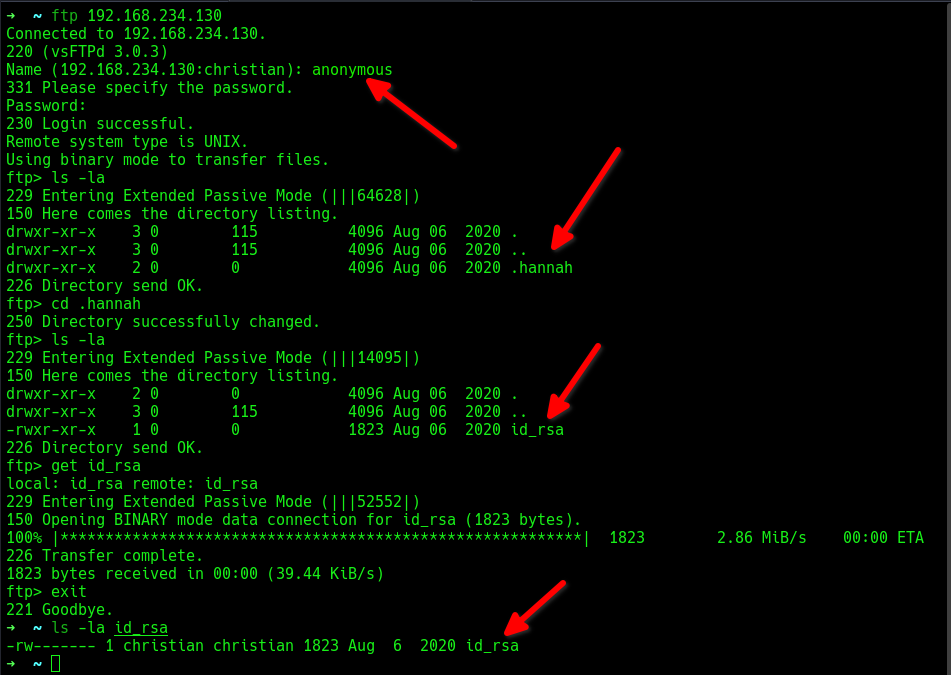 →  ~ ftp 192.168.234.130
Connected to 192.168.234.130.
220 (vsFTPd 3.0.3)
Name (192.168.234.130:christian): anonymous
331 Please specify the password.
Password:
230 Login successful.
Remote system type is UNIX.
Using binary mode to transfer files.
ftp> ls -la
229 Entering Extended Passive Mode (|||64628|)
150 Here comes the directory listing.
drwxr-xr-x    3 0        115          4096 Aug 06  2020 .
drwxr-xr-x    3 0        115          4096 Aug 06  2020 ..
drwxr-xr-x    2 0        0            4096 Aug 06  2020 .hannah
226 Directory send OK.
ftp> cd .hannah
250 Directory successfully changed.
ftp> ls -la
229 Entering Extended Passive Mode (|||14095|)
150 Here comes the directory listing.
drwxr-xr-x    2 0        0            4096 Aug 06  2020 .
drwxr-xr-x    3 0        115          4096 Aug 06  2020 ..
-rwxr-xr-x    1 0        0            1823 Aug 06  2020 id_rsa
226 Directory send OK.
ftp> get id_rsa
local: id_rsa remote: id_rsa
229 Entering Extended Passive Mode (|||52552|)
150 Opening BINARY mode data connection for id_rsa (1823 bytes).
100% |**********************************************************|  1823        2.86 MiB/s    00:00 ETA
226 Transfer complete.
1823 bytes received in 00:00 (39.44 KiB/s)
ftp> exit
221 Goodbye.
→  ~ ls -la id_rsa
-rw------- 1 christian christian 1823 Aug  6  2020 id_rsa
→  ~